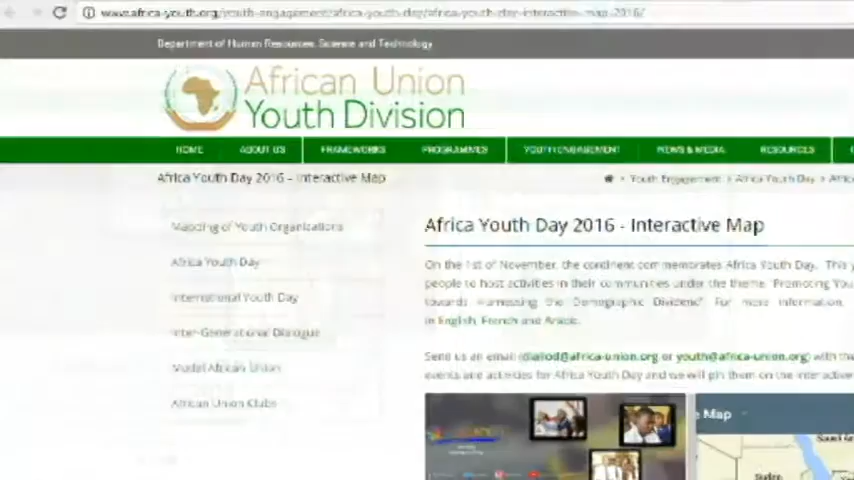 www.africa-youth.org/youth-engagement/africa-youth-day/africa-youth-day-interactive-map-2016/
Department of Human Resources, Science and Technology
African Union
Youth Division
HOME ABOUT US FRAMEWORKS PROGRAMMES YOUTH ENGAGEMENT NEWS & MEDIA RESOURCES
Africa Youth Day 2016 - Interactive Map
> Youth Engagement > Africa Youth Day >
Mapping of Youth Organizations
Africa Youth Day
International Youth Day
Inter-Generational Dialogue
Model African Union
African Union Clubs
Africa Youth Day 2016 - Interactive Map
On the 1st of November, the continent commemorates Africa Youth Day. This
people to host activities in their communities under the theme "Promoting
towards Harnessing the Demographic Dividend" For more information,
in English, French and Arabic.
Send us an email ( or youth@africa-union.org) with
events and activities for Africa Youth Day and we will pin them on the interactive
Map
Sudan